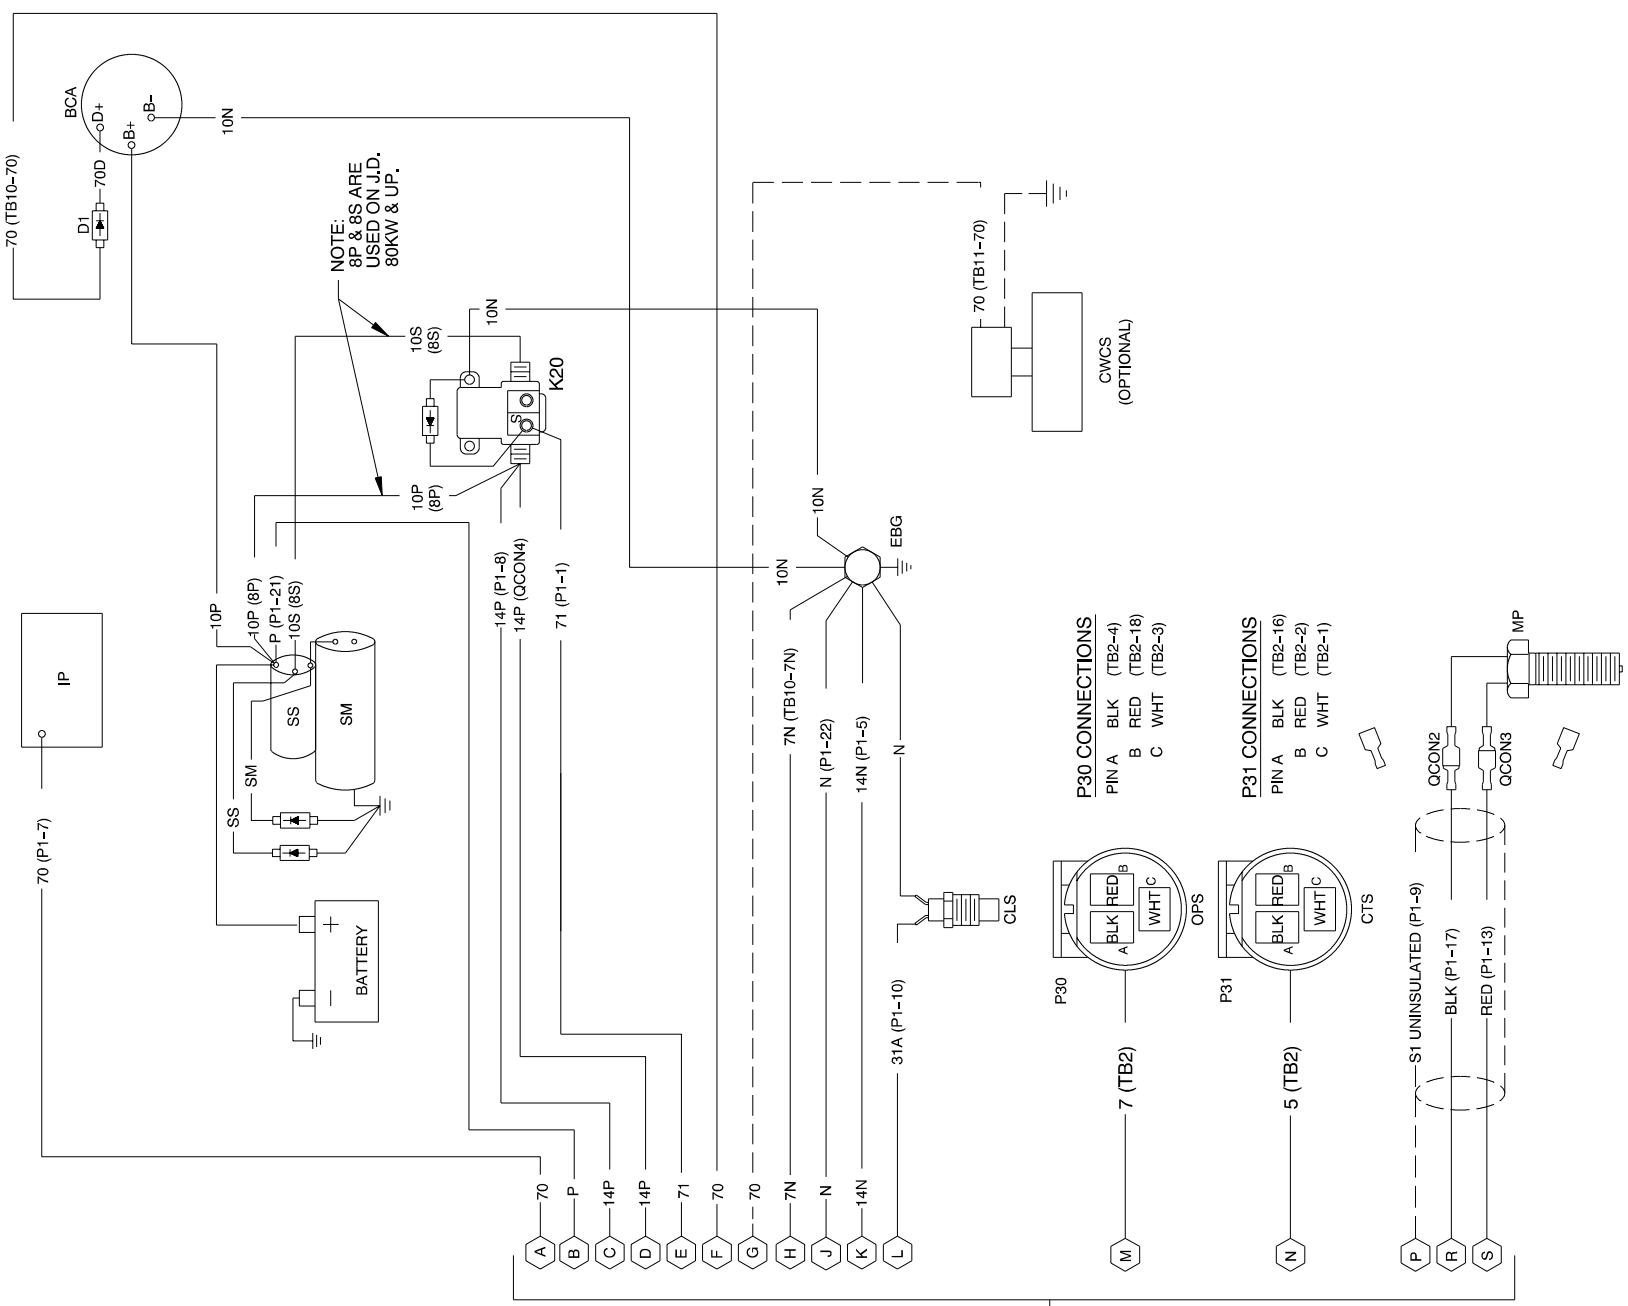 70 (TB10-70)
BCA
D+
B+
B-
D1
70D
10N
NOTE:
8P & 8S ARE
USED ON J.D.
80KW & UP.
10S
(8S)
10N
K20
S
10P
(8P)
70 (TB11-70)
CWCS
(OPTIONAL)
IP
10P
10P (8P)
P (P1-21)
10S (8S)
SS
SM
SM
SS
14P (P1-8)
14P (QCON4)
71 (P1-1)
10N
10N
EBG
70 (P1-7)
BATTERY
+
-
7N (TB10-7N)
N (P1-22)
14N (P1-5)
N
P30 CONNECTIONS
PIN A BLK (TB2-4)
B RED (TB2-18)
C WHT (TB2-3)
P31 CONNECTIONS
PIN A BLK (TB2-16)
B RED (TB2-2)
C WHT (TB2-1)
MP
QCON2
QCON3
CLS
31A (P1-10)
P30
BLK
RED
WHT
A
B
C
OPS
P31
BLK
RED
WHT
A
B
C
CTS
7 (TB2)
5 (TB2)
S1 UNINSULATED (P1-9)
BLK (P1-17)
RED (P1-13)
70
P
14P
14P
71
70
70
7N
N
14N
A
B
C
D
E
F
G
H
J
K
L
M
N
P
R
S